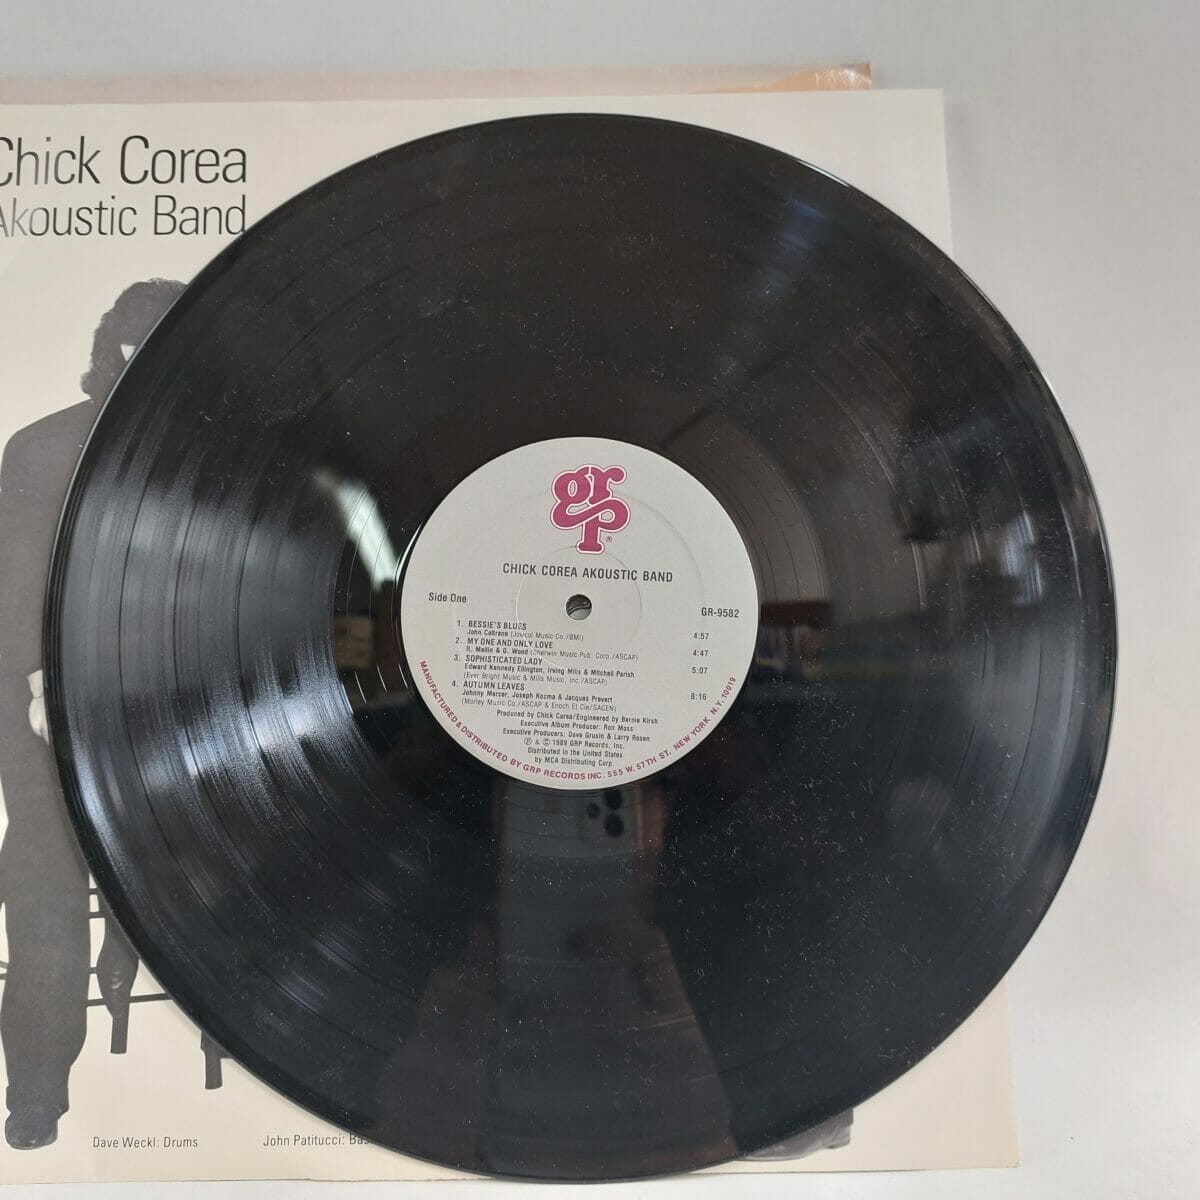 Chick Corea
Akoustic Band
grp®
CHICK COREA AKOUSTIC BAND
Side One
GR-9582
1. BESSIE'S BLUES 4:57
John Coltrane (Jowcol Music Co./BMI)
2. MY ONE AND ONLY LOVE 4:47
R. Mellin & G. Wood (Sherwin Music Pub. Corp./ASCAP)
3. SOPHISTICATED LADY 5:07
Edward Kennedy Ellington, Irving Mills & Mitchell Parish
(Ever Bright Music & Mills Music, Inc./ASCAP)
4. AUTUMN LEAVES 8:16
Johnny Mercer, Joseph Kozma & Jacques Prevert
(Money Music Co./ASCAP & Enoch Et Cie/SACEN)
Produced by Chick Corea/Engineered by Bernie Kirsh
Executive Album Producer: Ron Moss
Executive Producers: Dave Grusin & Larry Rosen
℗ & © 1989 GRP Records, Inc.
Distributed in the United States
by MCA Distributing Corp.
MANUFACTURED & DISTRIBUTED BY GRP RECORDS INC. 555 W. 57TH ST. NEW YORK N.Y. 10019
Dave Weckl: Drums
John Patitucci: Bas